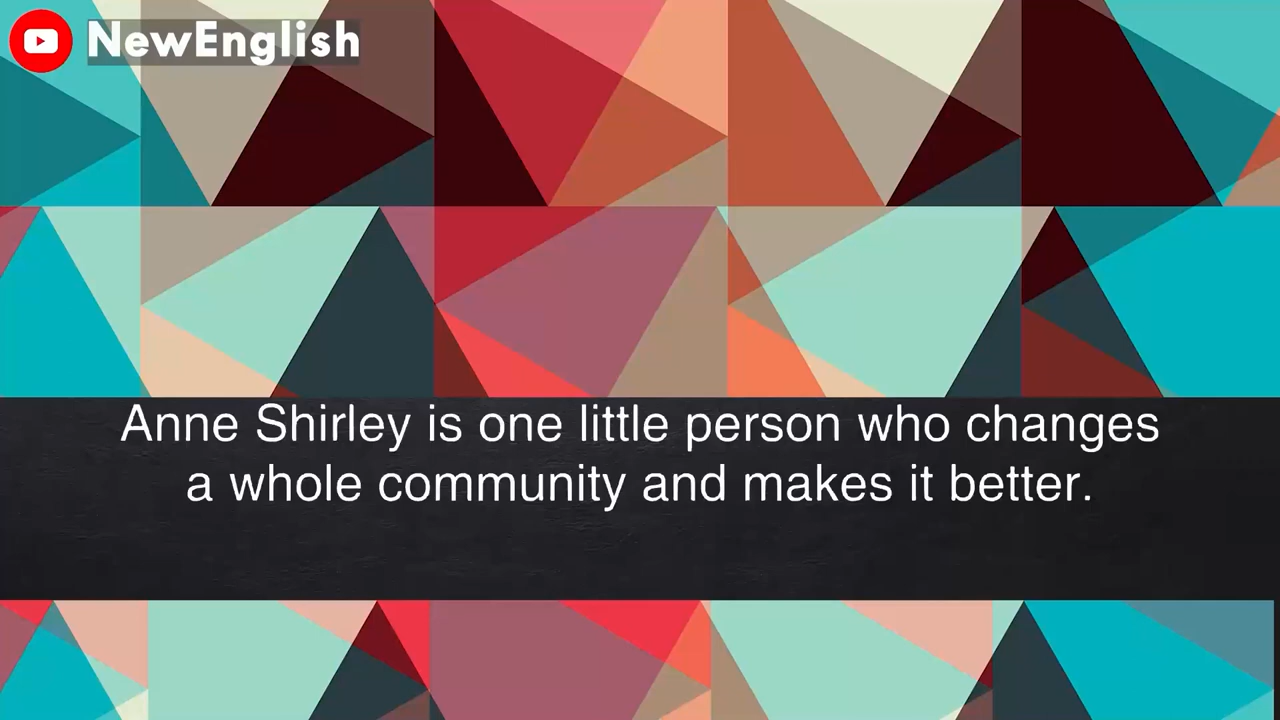 NewEnglish
Anne Shirley is one little person who changes
a whole community and makes it better.